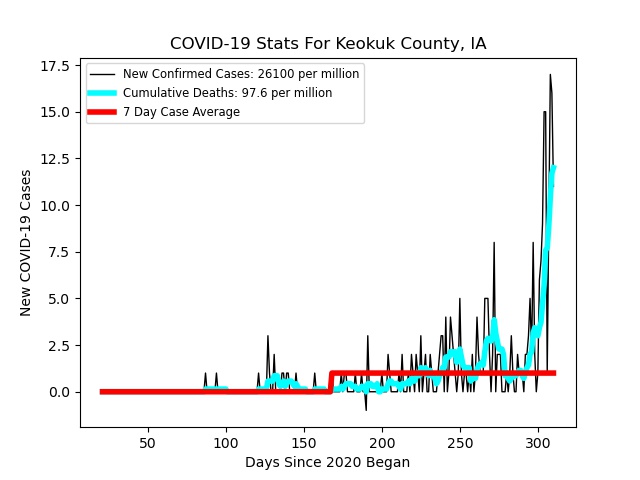 COVID-19 Stats For Keokuk County, IA
New Confirmed Cases: 26100 per million
Cumulative Deaths: 97.6 per million
7 Day Case Average
17.5
15.0
12.5
10.0
7.5
5.0
2.5
0.0
New COVID-19 Cases
50
100
150
200
250
300
Days Since 2020 Began